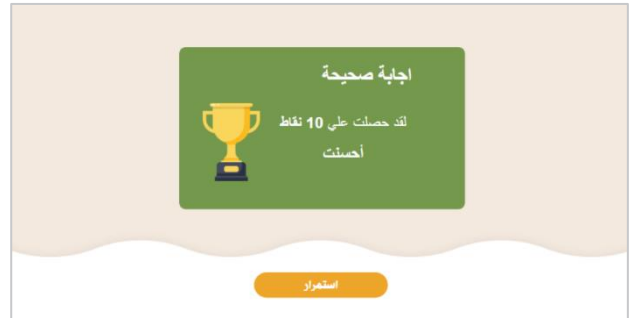 اجابة صحيحة
لقد حصلت علي 10 نقاط
أحسنت
استمرار